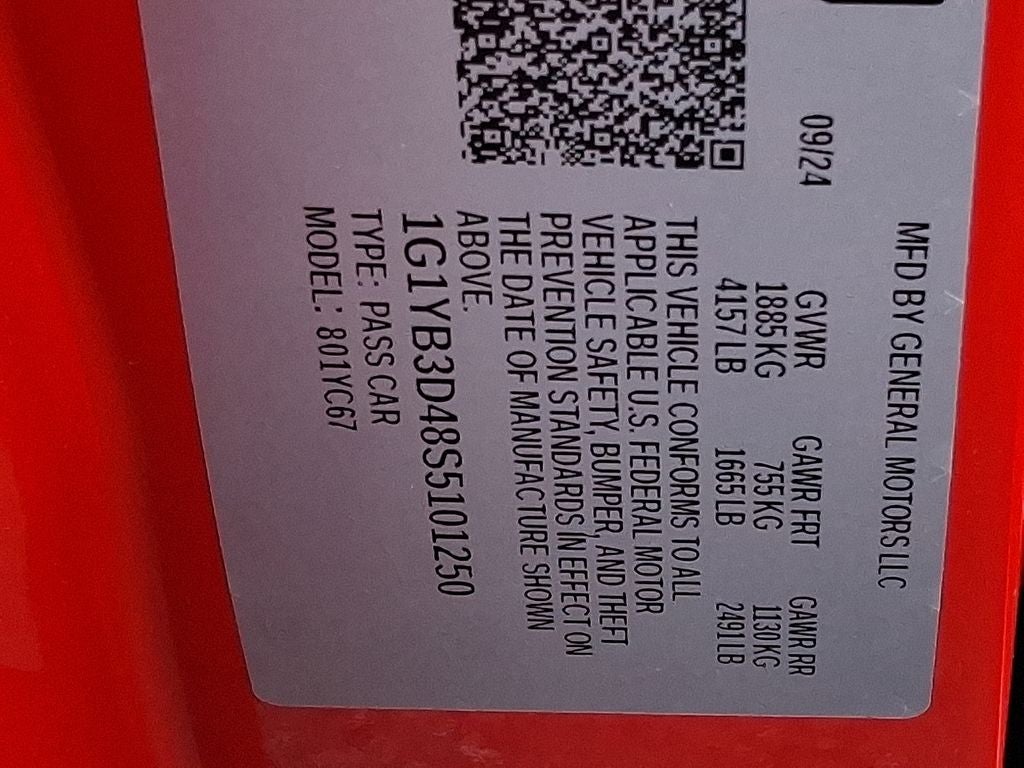 MFD BY GENERAL MOTORS LLC
09/24 GVWR GAWR FRT GAWR RR
1885 KG 755 KG 1130 KG
4157 LB 1665 LB 2491 LB
THIS VEHICLE CONFORMS TO ALL
APPLICABLE U.S. FEDERAL MOTOR
VEHICLE SAFETY, BUMPER, AND THEFT
PREVENTION STANDARDS IN EFFECT ON
THE DATE OF MANUFACTURE SHOWN
ABOVE.
1G1YB3D48S5101250
TYPE: PASS CAR
MODEL: 801YC67